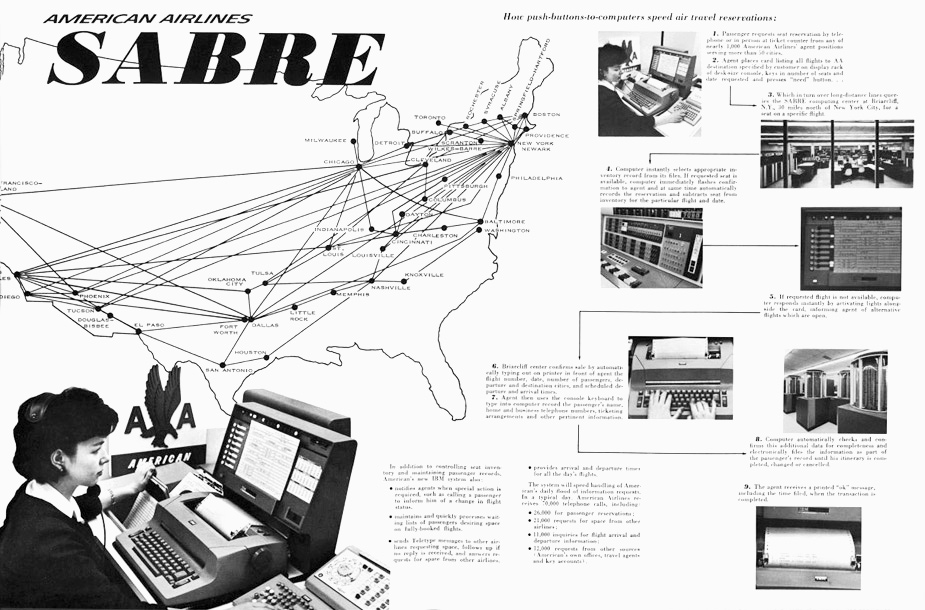 AMERICAN AIRLINES
SABRE
How push-buttons-to-computers speed air travel reservations:
1. Passenger requests seat reservation by tele-
phone or in person at ticket counter from any of
nearly 1,000 American Airlines' agent positions
serving more than 50 cities.
2. Agent places card listing all flights to AA
destination specified by customer on display rack
of desk-size console, keys in number of seats and
date requested and presses "need" button. . .
3. Which in turn over long-distance lines quer-
ies the SABRE computing center at Briarcliff,
N.Y., 30 miles north of New York City, for a
seat on a specific flight.
4. Computer instantly selects appropriate in-
ventory record from its files. If requested seat is
available, computer immediately flashes confir-
mation to agent and at same time automatically
records the reservation and subtracts seat from
inventory for the particular flight and date.
5. If requested flight is not available, compu-
ter responds instantly by activating lights along-
side the card, informing agent of alternative
flights which are open.
6. Briarcliff center confirms sale by automati-
cally typing out on printer in front of agent the
flight number, date, number of passengers, de-
parture and destination cities, and scheduled de-
parture and arrival times.
7. Agent then uses the console keyboard to
type into computer record the passenger's name,
home and business telephone numbers, ticketing
arrangements and other pertinent information.
8. Computer automatically checks and con-
firms this additional data for completeness and
electronically files the information as part of
the passenger's record until his itinerary is com-
pleted, changed or cancelled.
9. The agent receives a printed "ok" message,
including the time filed, when the transaction is
completed.
TORONTO
ROCHESTER
SYRACUSE
ALBANY
SPRINGFIELD-HARTFORD
BOSTON
PROVIDENCE
BUFFALO
SCRANTON
WILKES-BARRE
NEW YORK
NEWARK
MILWAUKEE
DETROIT
CHICAGO
CLEVELAND
PITTSBURGH
PHILADELPHIA
RANCISCO-
LAND
COLUMBUS
DAYTON
BALTIMORE
WASHINGTON
INDIANAPOLIS
CHARLESTON
CINCINNATI
ST.
LOUIS
LOUISVILLE
LES
DIEGO
OKLAHOMA
CITY
TULSA
KNOXVILLE
NASHVILLE
MEMPHIS
PHOENIX
TUCSON
DOUGLAS-
BISBEE
EL PASO
LITTLE
ROCK
FORT
WORTH
DALLAS
HOUSTON
SAN ANTONIO
A A
AMERICAN
In addition to controlling seat inven-
tory and maintaining passenger records,
American's new IBM system also:
• notifies agents when special action is
required, such as calling a passenger
to inform him of a change in flight
status.
• maintains and quickly processes wait-
ing lists of passengers desiring space
on fully-booked flights.
• sends Teletype messages to other air-
lines requesting space, follows up if
no reply is received, and answers re-
quests for space from other airlines.
• provides arrival and departure times
for all the day's flights.
The system will speed handling of Amer-
ican's daily flood of information requests.
In a typical day American Airlines re-
ceives 70,000 telephone calls, including:
• 26,000 for passenger reservations;
• 21,000 requests for space from other
airlines;
• 11,000 inquiries for flight arrival and
departure information;
• 12,000 requests from other sources
(American's own offices, travel agents
and key accounts).